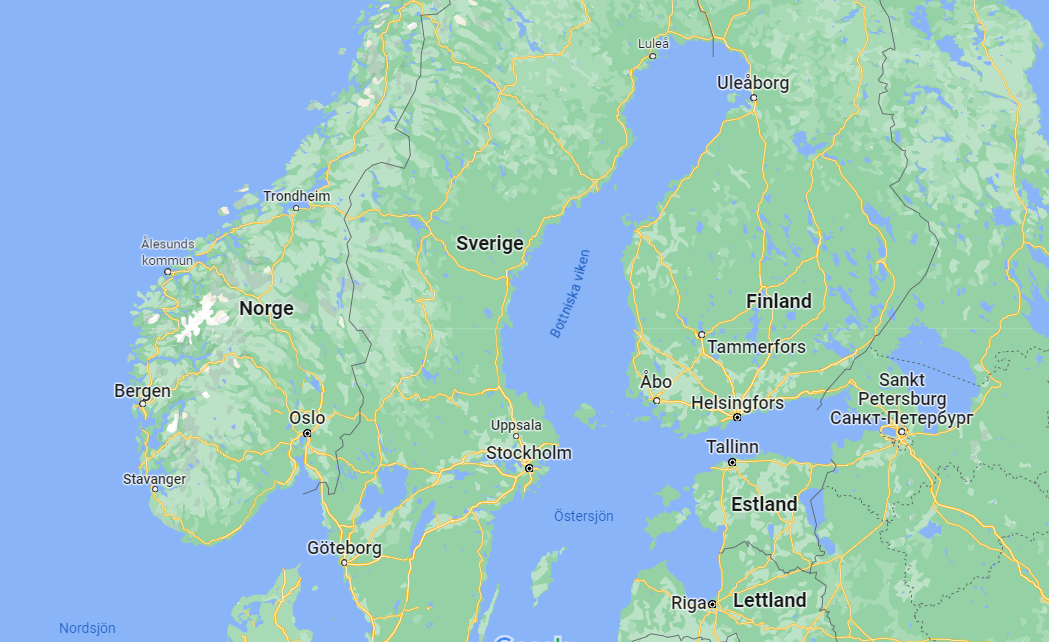 Luleå
Uleåborg
Trondheim
Ålesunds
kommun
Sverige
Bottniska viken
Norge
Finland
Tammerfors
Bergen
Åbo
Helsingfors
Sankt
Petersburg
Санкт-Петербург
Oslo
Uppsala
Stockholm
Tallinn
Stavanger
Estland
Östersjön
Göteborg
Riga
Lettland
Nordsjön